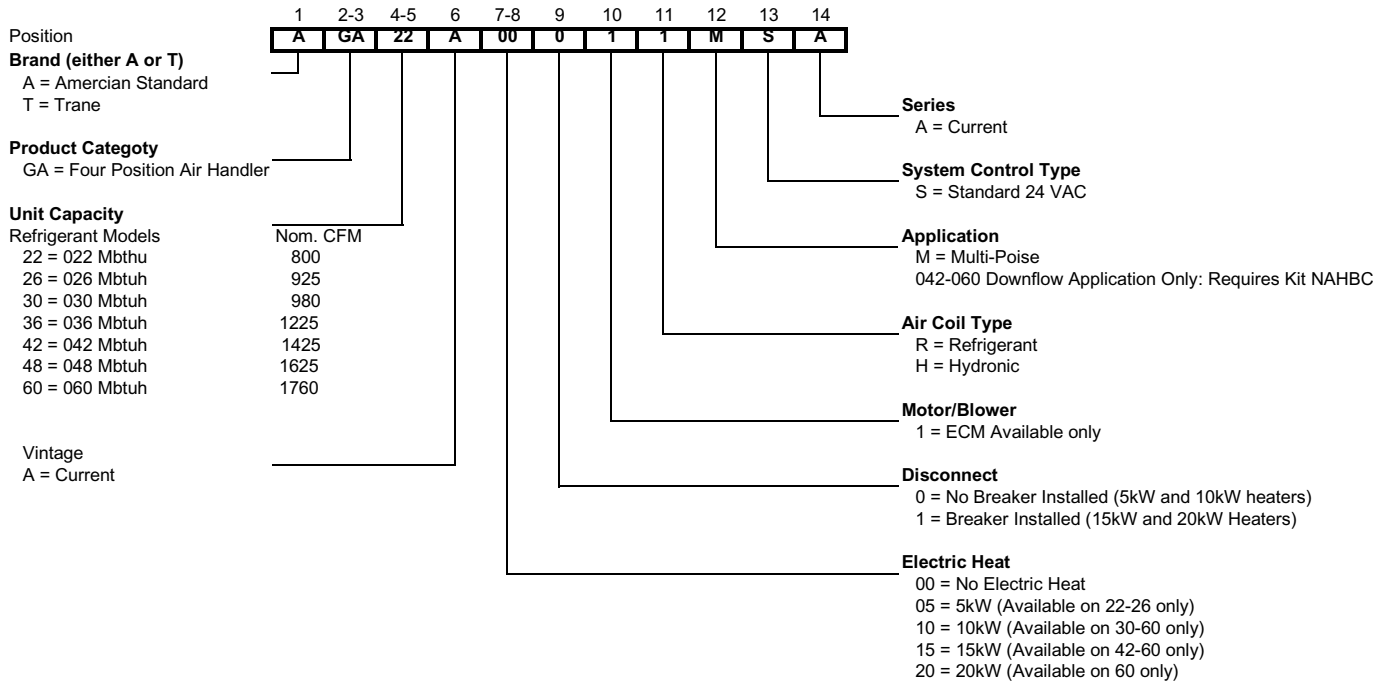 1 2-3 4-5 6 7-8 9 10 11 12 13 14
Position A GA 22 A 00 0 1 1 M S A
Brand (either A or T)
A = Amercian Standard
T = Trane
Product Categoty
GA = Four Position Air Handler
Unit Capacity
Refrigerant Models Nom. CFM
22 = 022 Mbthu 800
26 = 026 Mbtuh 925
30 = 030 Mbtuh 980
36 = 036 Mbtuh 1225
42 = 042 Mbtuh 1425
48 = 048 Mbtuh 1625
60 = 060 Mbtuh 1760
Vintage
A = Current
Series
A = Current
System Control Type
S = Standard 24 VAC
Application
M = Multi-Poise
042-060 Downflow Application Only: Requires Kit NAHBC
Air Coil Type
R = Refrigerant
H = Hydronic
Motor/Blower
1 = ECM Available only
Disconnect
0 = No Breaker Installed (5kW and 10kW heaters)
1 = Breaker Installed (15kW and 20kW Heaters)
Electric Heat
00 = No Electric Heat
05 = 5kW (Available on 22-26 only)
10 = 10kW (Available on 30-60 only)
15 = 15kW (Available on 42-60 only)
20 = 20kW (Available on 60 only)